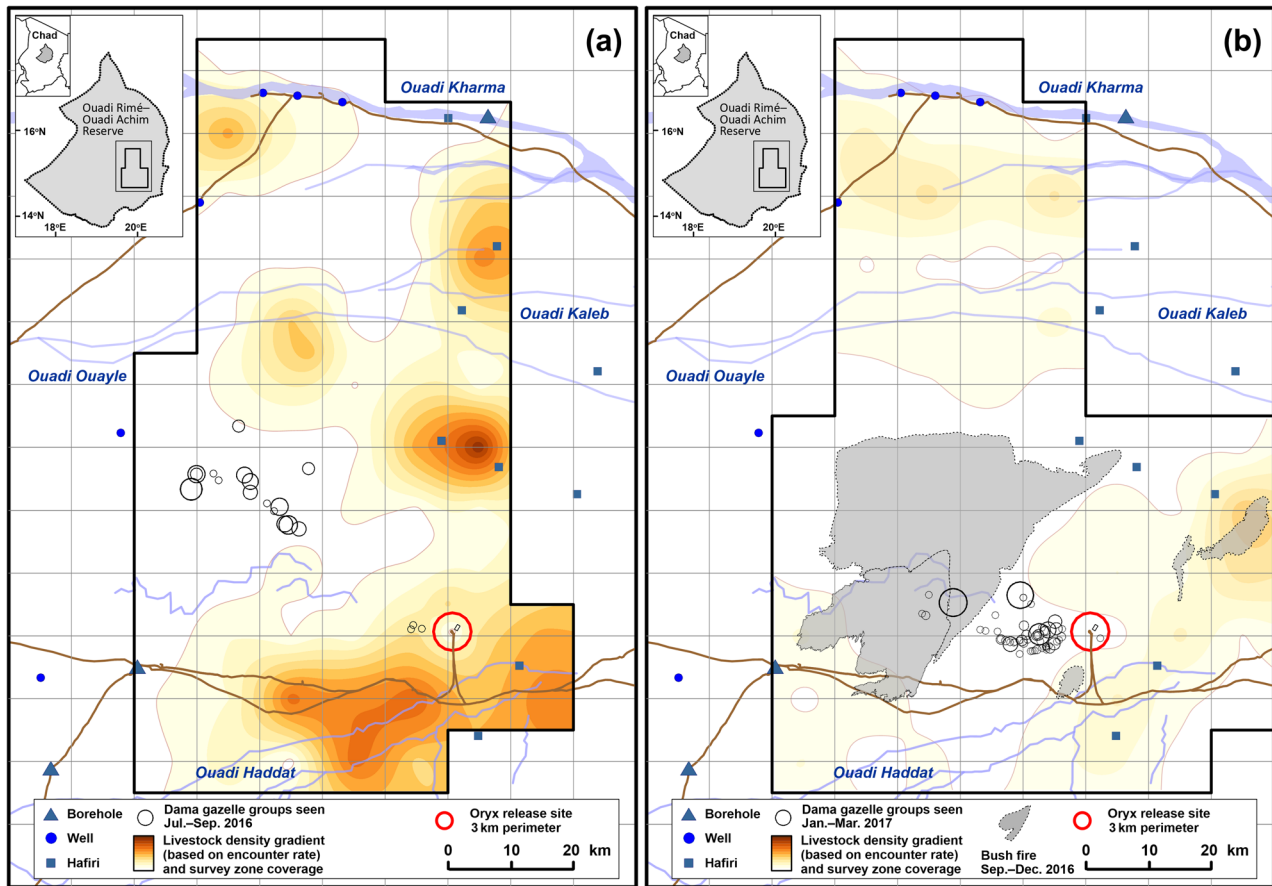 (a)
Chad
Ouadi Rimé–
Ouadi Achim
Reserve
16°N
14°N
18°E
20°E
Ouadi Kharma
Ouadi Kaleb
Ouadi Ouayle
Ouadi Haddat
Borehole
Well
Hafiri
Dama gazelle groups seen
Jul.–Sep. 2016
Livestock density gradient
(based on encounter rate)
and survey zone coverage
Oryx release site
3 km perimeter
0
10
20
km
(b)
Chad
Ouadi Rimé–
Ouadi Achim
Reserve
16°N
14°N
18°E
20°E
Ouadi Kharma
Ouadi Kaleb
Ouadi Ouayle
Ouadi Haddat
Borehole
Well
Hafiri
Dama gazelle groups seen
Jan.–Mar. 2017
Livestock density gradient
(based on encounter rate)
and survey zone coverage
Bush fire
Sep.–Dec. 2016
Oryx release site
3 km perimeter
0
10
20
km